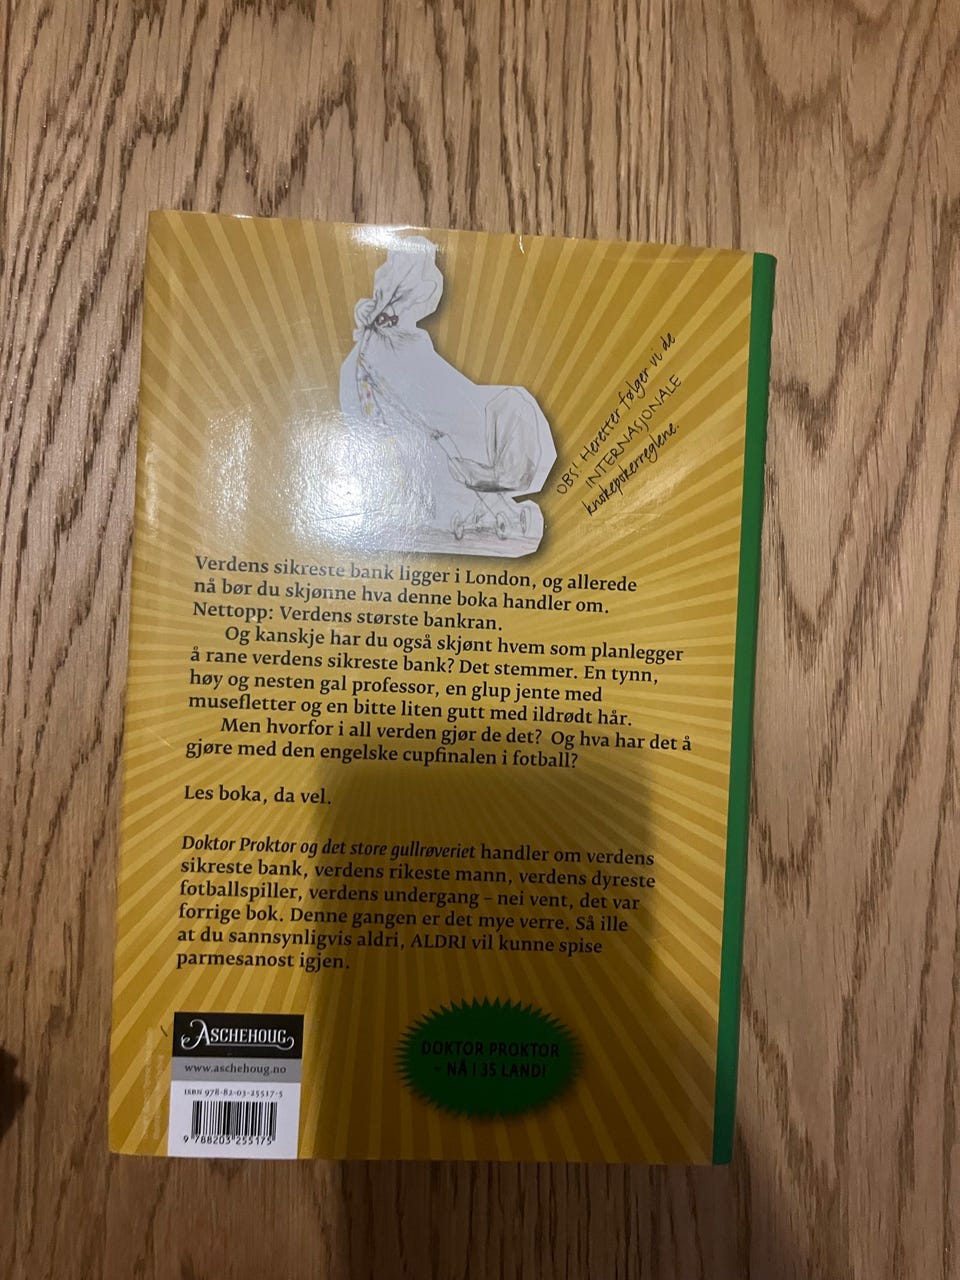 OBS! Heretter følger vi de
INTERNASJONALE
knokepokerreglene.
Verdens sikreste bank ligger i London, og allerede
nå bør du skjønne hva denne boka handler om.
Nettopp: Verdens største bankran.
Og kanskje har du også skjønt hvem som planlegger
å rane verdens sikreste bank? Det stemmer. En tynn,
høy og nesten gal professor, en glup jente med
musefletter og en bitte liten gutt med ildrødt hår.
Men hvorfor i all verden gjør de det? Og hva har det å
gjøre med den engelske cupfinalen i fotball?
Les boka, da vel.
Doktor Proktor og det store gullrøveriet handler om verdens
sikreste bank, verdens rikeste mann, verdens dyreste
fotballspiller, verdens undergang – nei vent, det var
forrige bok. Denne gangen er det mye verre. Så ille
at du sannsynligvis aldri, ALDRI vil kunne spise
parmesanost igjen.
DOKTOR PROKTOR
– NÅ I 35 LAND!
ASCHEHOUG
www.aschehoug.no
ISBN 978-82-03-25517-5
9 788203 255175